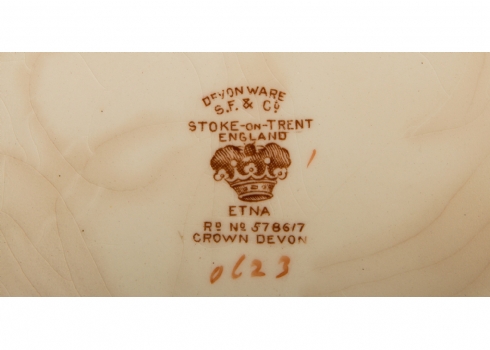 DEVON WARE
S.F. & Co
STOKE-ON-TRENT
ENGLAND
ETNA
RD No 578617
CROWN DEVON
0623